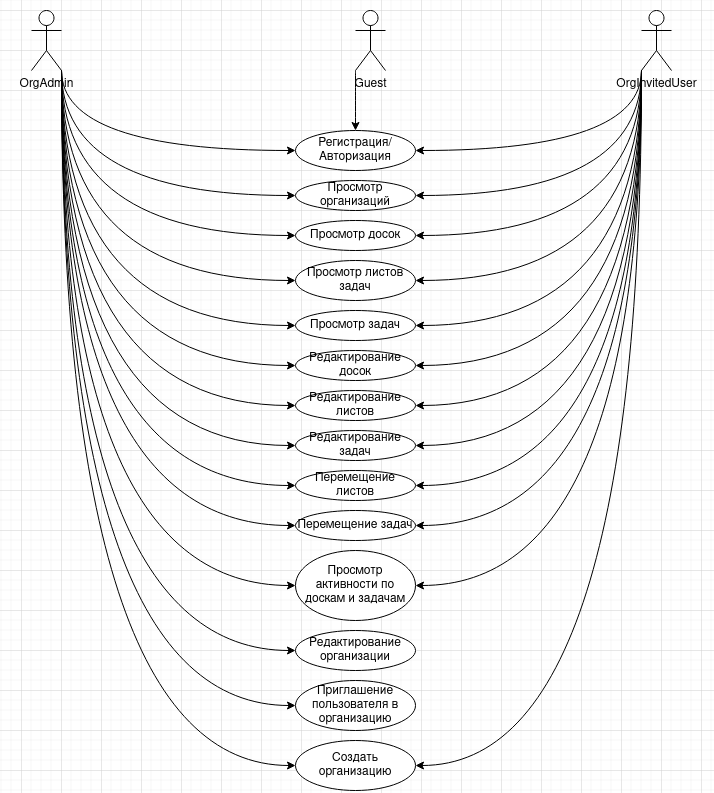 OrgAdmin
Guest
OrgInvitedUser
Регистрация/
Авторизация
Просмотр
организаций
Просмотр досок
Просмотр листов
задач
Просмотр задач
Редактирование
досок
Редактирование
листов
Редактирование
задач
Перемещение
листов
Перемещение задач
Просмотр
активности по
доскам и задачам
Редактирование
организации
Приглашение
пользователя в
организацию
Создать
организацию